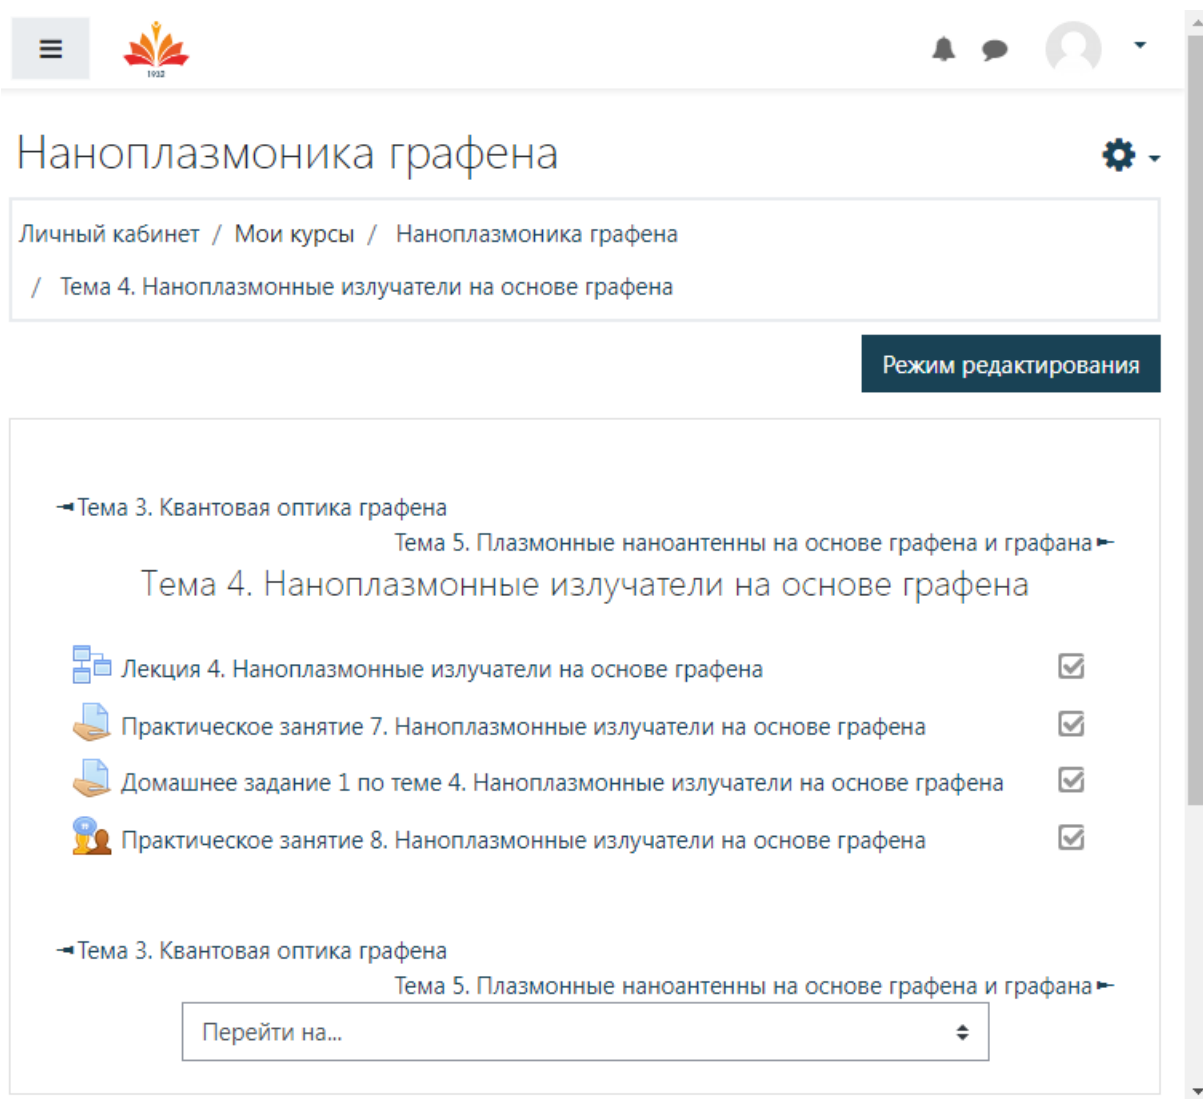 1932
Наноплазмоника графена
Личный кабинет / Мои курсы / Наноплазмоника графена
/ Тема 4. Наноплазмонные излучатели на основе графена
Режим редактирования
Тема 3. Квантовая оптика графена
Тема 5. Плазмонные наноантенны на основе графена и графана
Тема 4. Наноплазмонные излучатели на основе графена
Лекция 4. Наноплазмонные излучатели на основе графена
Практическое занятие 7. Наноплазмонные излучатели на основе графена
Домашнее задание 1 по теме 4. Наноплазмонные излучатели на основе графена
Практическое занятие 8. Наноплазмонные излучатели на основе графена
Тема 3. Квантовая оптика графена
Тема 5. Плазмонные наноантенны на основе графена и графана
Перейти на...